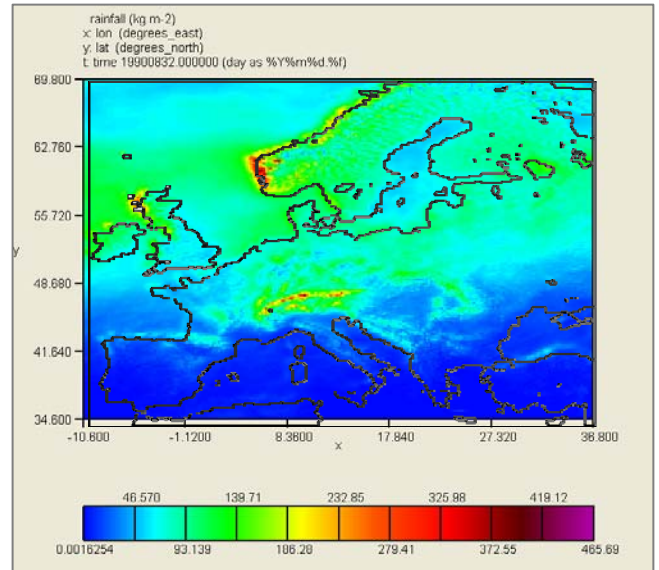 rainfall (kg m-2)
x: lon (degrees_east)
y: lat (degrees_north)
t: time 19900832.000000 (day as %Y%m%d.%f)
69.800
62.760
55.720
y
48.680
41.640
34.600
-10.600 -1.1200 8.3600 17.840 27.320 36.800
x
46.570 139.71 232.85 325.98 419.12
0.0016254 93.139 186.28 279.41 372.55 465.69